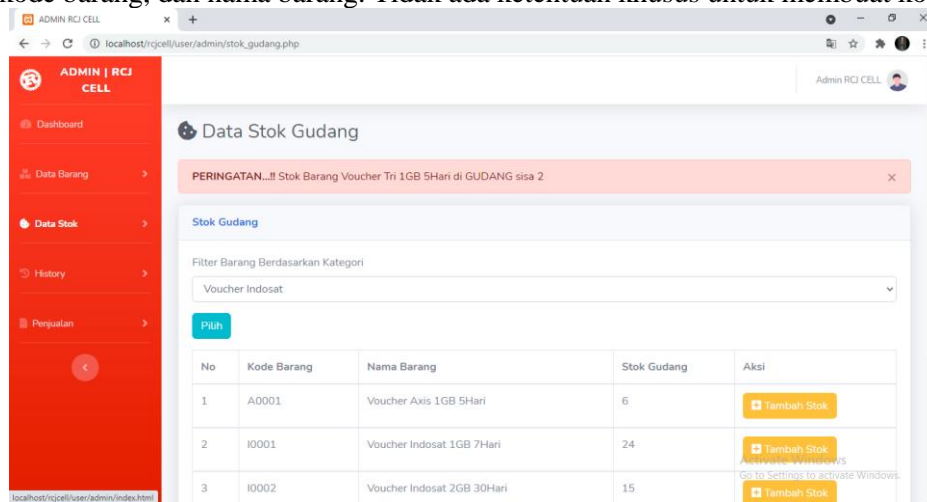 kode barang, dan nama barang. Tidak ada ketentuan khusus untuk membuat
ADMIN RCJ CELL
localhost/rcjcell/user/admin/stok_gudang.php
ADMIN | RCJ
CELL
Admin RCJ CELL
Dashboard
Data Barang
Data Stok
History
Penjualan
Data Stok Gudang
PERINGATAN...!! Stok Barang Voucher Tri 1GB 5Hari di GUDANG sisa 2
Stok Gudang
Filter Barang Berdasarkan Kategori
Voucher Indosat
Pilih
No Kode Barang Nama Barang Stok Gudang Aksi
1 A0001 Voucher Axis 1GB 5Hari 6 Tambah Stok
2 I0001 Voucher Indosat 1GB 7Hari 24 Tambah Stok
Activate Windows
Go to Settings to activate Windows.
3 I0002 Voucher Indosat 2GB 30Hari 15 Tambah Stok
localhost/rcjcell/user/admin/index.html